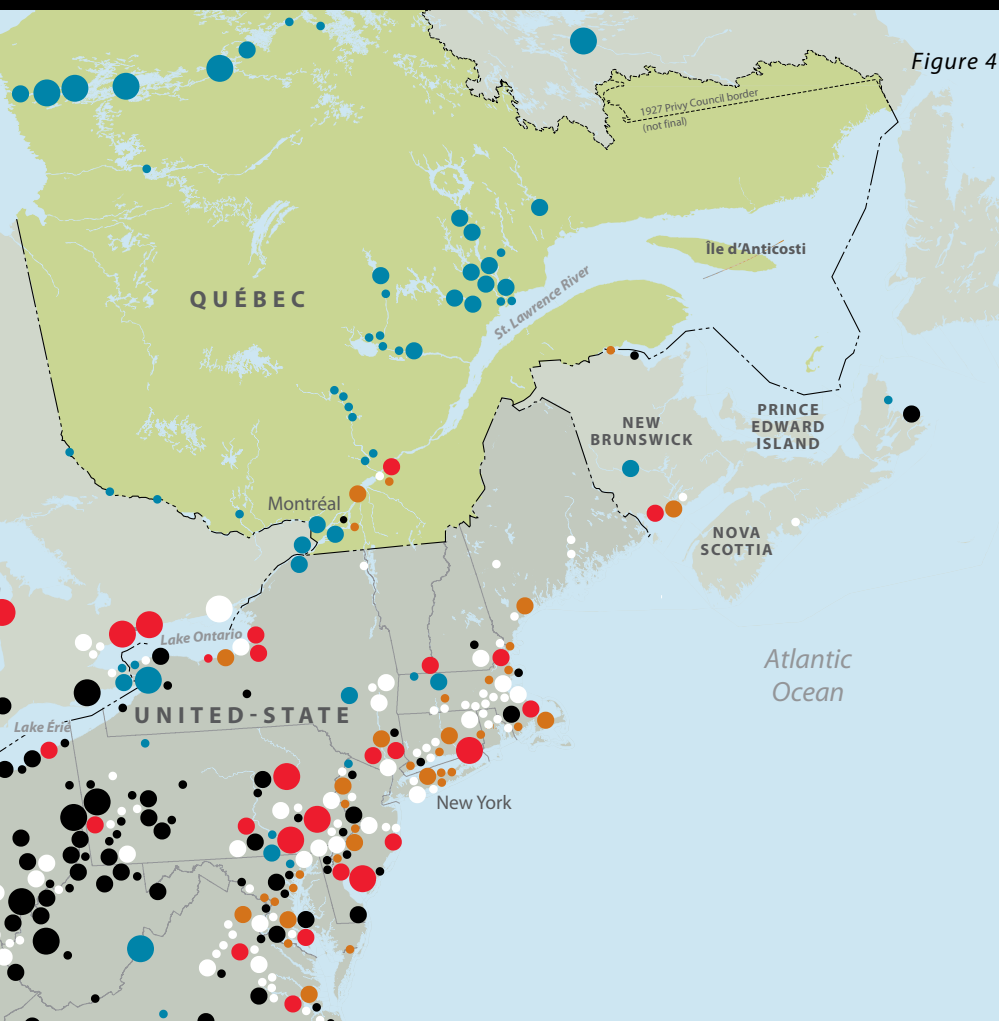 Figure 4
1927 Privy Council border
(not final)
Île d'Anticosti
QUÉBEC
St. Lawrence River
NEW
BRUNSWICK
PRINCE
EDWARD
ISLAND
Montréal
NOVA
SCOTTIA
Lake Ontario
Atlantic
Ocean
UNITED-STATE
Lake Érié
New York